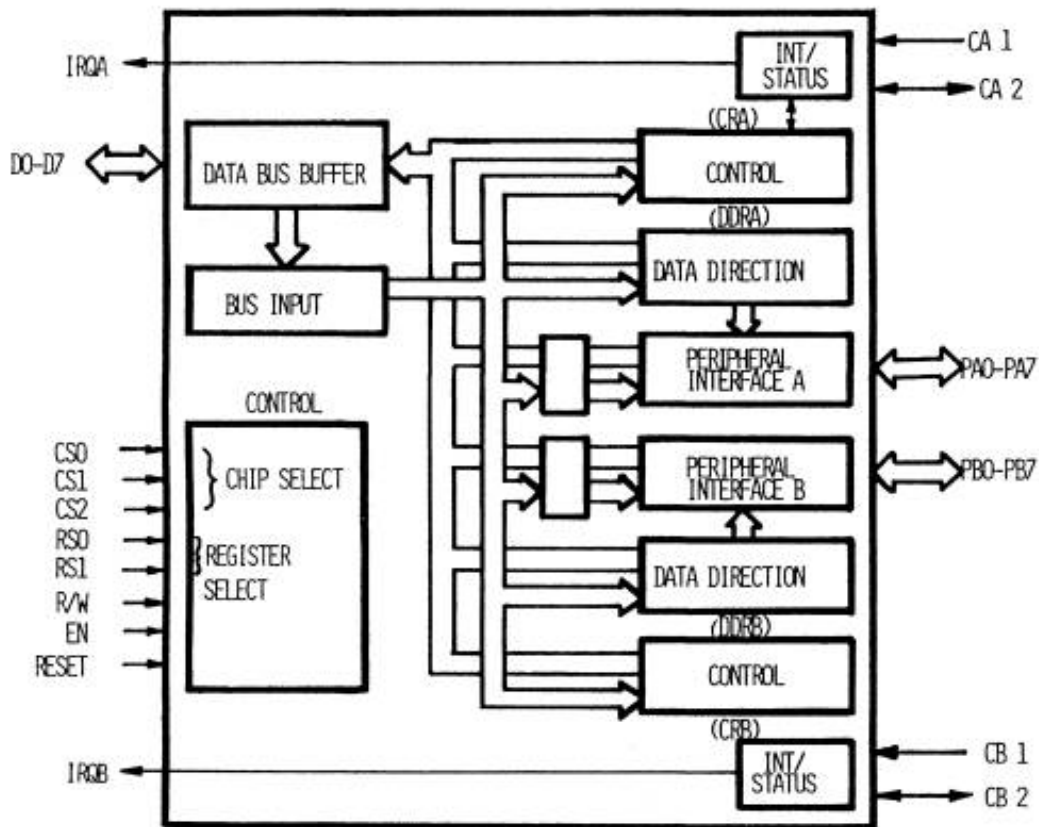 CA 1
INT/
STATUS
IRQA
CA 2
(CRA)
D0-D7
DATA BUS BUFFER
CONTROL
(DDRA)
DATA DIRECTION
BUS INPUT
PERIPHERAL
INTERFACE A
PA0-PA7
CONTROL
CS0
CS1
CS2
CHIP SELECT
PERIPHERAL
INTERFACE B
PB0-PB7
RS0
RS1
REGISTER
SELECT
DATA DIRECTION
R/W
(DDRB)
EN
RESET
CONTROL
(CRB)
CB 1
INT/
STATUS
IRQB
CB 2